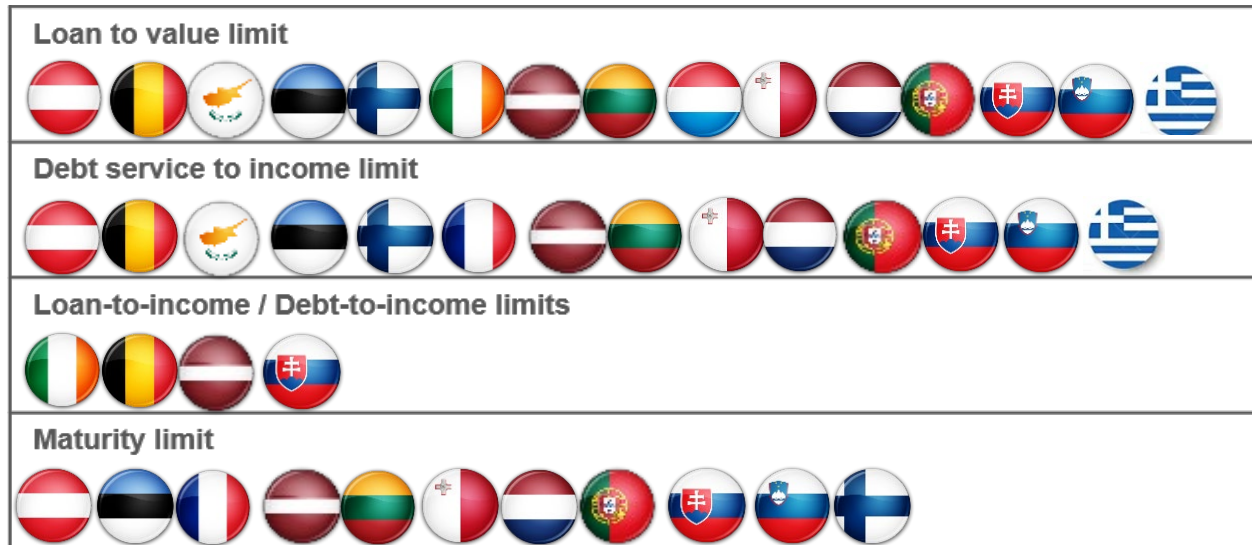 Loan to value limit
Debt service to income limit
Loan-to-income / Debt-to-income limits
Maturity limit